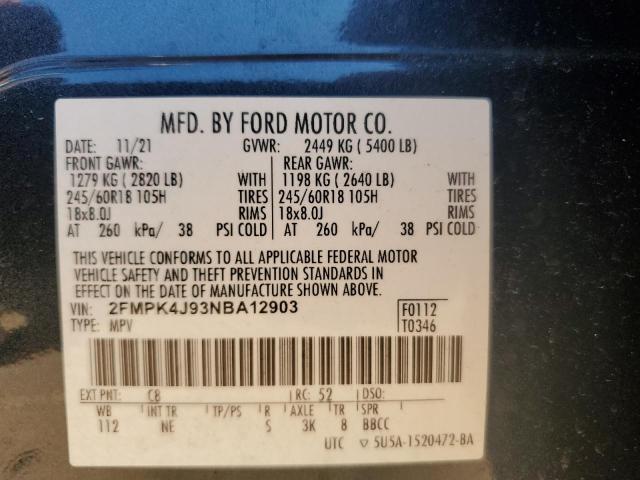 MFD. BY FORD MOTOR CO.
DATE: 11/21 GVWR: 2449 KG ( 5400 LB)
FRONT GAWR: REAR GAWR:
1279 KG ( 2820 LB) WITH 1198 KG ( 2640 LB) WITH
245/60R18 105H TIRES 245/60R18 105H TIRES
18x8.0J RIMS 18x8.0J RIMS
AT 260 kPa/ 38 PSI COLD AT 260 kPa/ 38 PSI COLD
THIS VEHICLE CONFORMS TO ALL APPLICABLE FEDERAL MOTOR
VEHICLE SAFETY AND THEFT PREVENTION STANDARDS IN
EFFECT ON THE DATE OF MANUFACTURE SHOWN ABOVE.
VIN: 2FMPK4J93NBA12903 F0112
TYPE: MPV T0346
EXT PNT: C8 RC: 52 DSO:
WB INT TR TP/PS R AXLE TR SPR
112 NE S 3K 8 BBCC
UTC ▽ 5U5A-1520472-BA